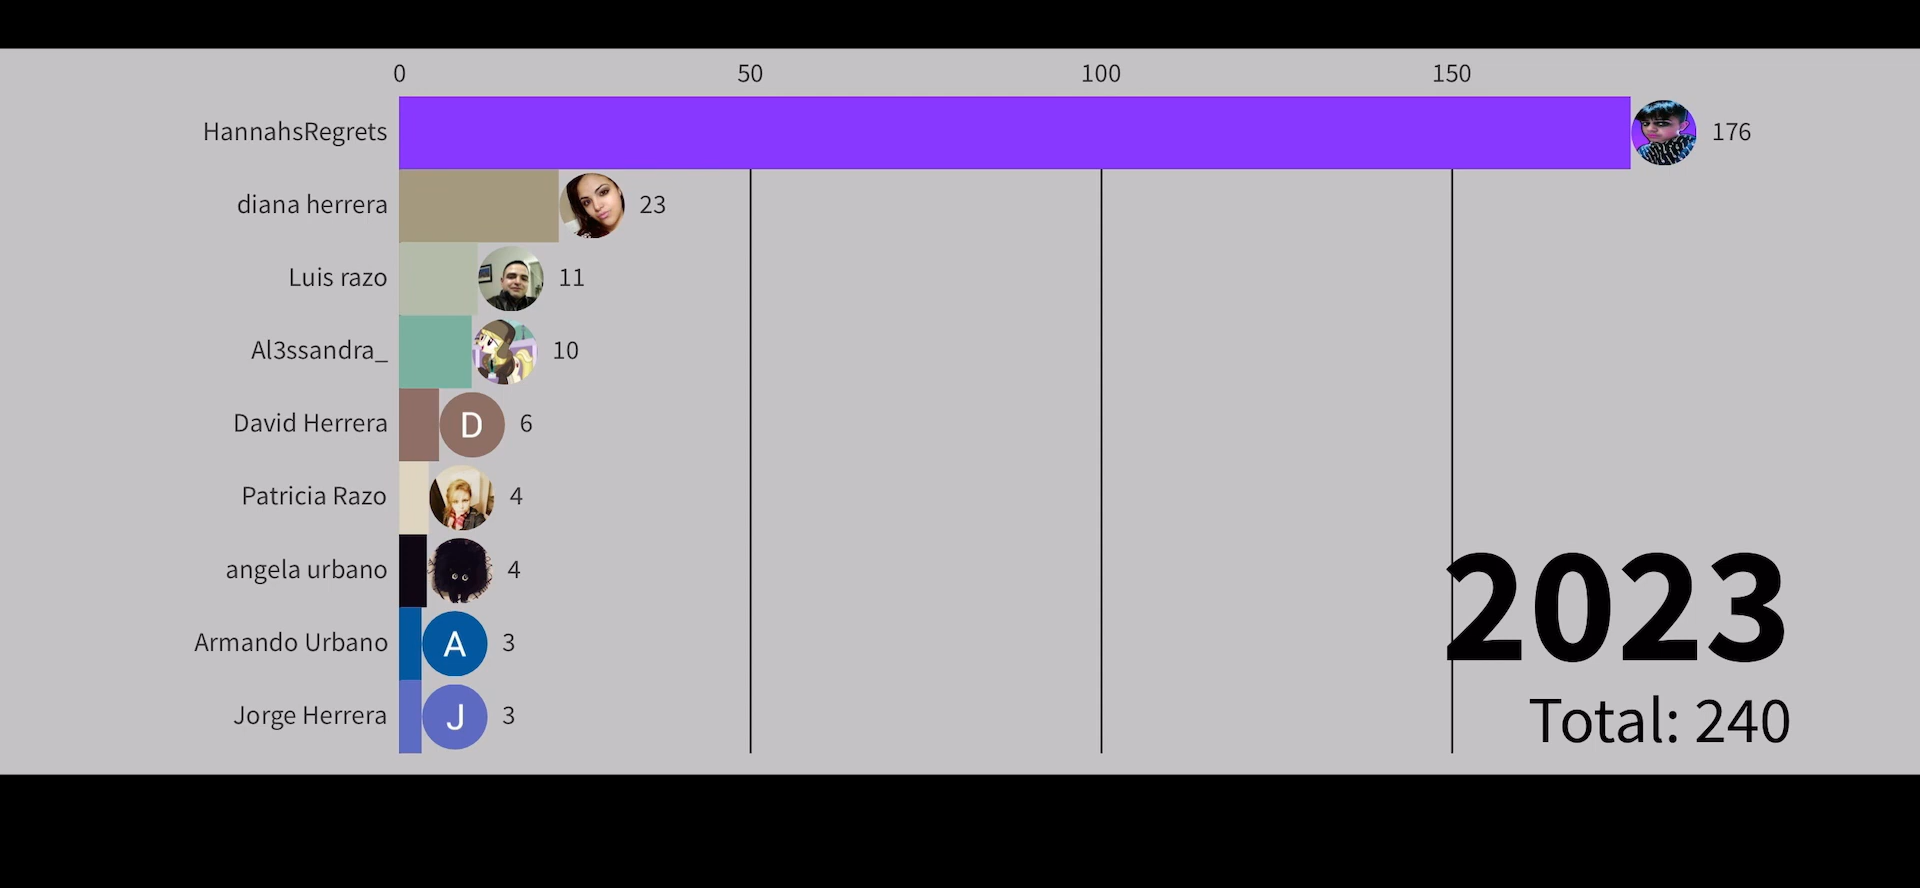 0 50 100 150
HannahsRegrets 176
diana herrera 23
Luis razo 11
Al3ssandra_ 10
David Herrera D 6
Patricia Razo 4
angela urbano 4
Armando Urbano A 3
Jorge Herrera J 3
2023
Total: 240